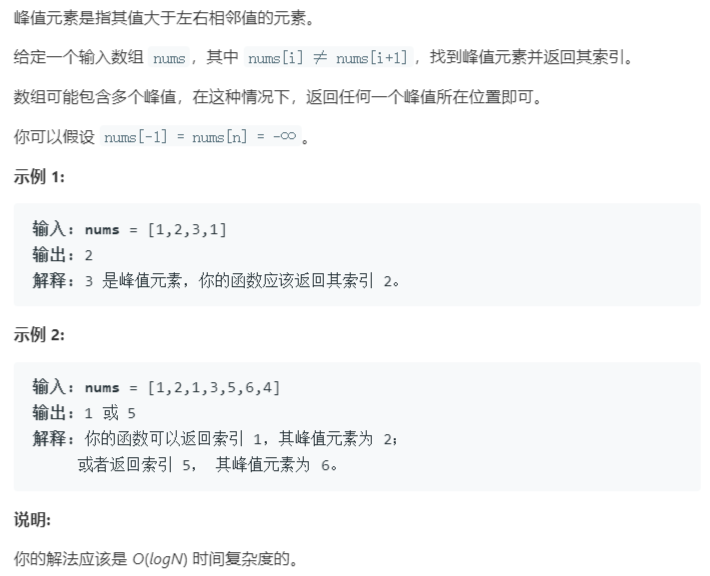 峰值元素是指其值大于左右相邻值的元素。
给定一个输入数组 nums，其中 nums[i] ≠ nums[i+1]，找到峰值元素并返回其索引。
数组可能包含多个峰值，在这种情况下，返回任何一个峰值所在位置即可。
你可以假设 nums[-1] = nums[n] = -∞。
示例 1:
输入: nums = [1,2,3,1]
输出: 2
解释: 3 是峰值元素，你的函数应该返回其索引 2。
示例 2:
输入: nums = [1,2,1,3,5,6,4]
输出: 1 或 5
解释: 你的函数可以返回索引 1，其峰值元素为 2;
或者返回索引 5， 其峰值元素为 6。
说明:
你的解法应该是 O(logN) 时间复杂度的。